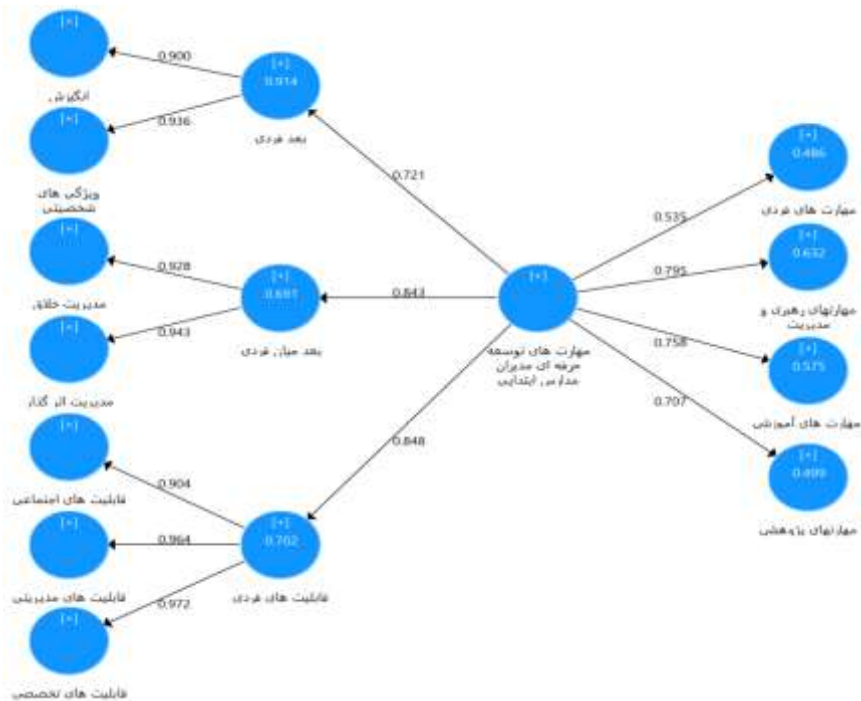 [+]
0.900
انگیزش
[+]
0.914
بعد فردی
[+]
0.936
ویژگی های
شخصیتی
0.721
[+]
0.486
مهارت های فردی
0.535
[+]
0.928
مدیریت خلاق
[+]
بعد میان فردی
0.843
[+]
مهارت های توسعه
حرفه ای مدیران
مدارس ابتدایی
0.795
[+]
0.632
مهارتهای رهبری و
مدیریت
[+]
0.943
مدیریت اثر گذار
0.758
[+]
0.575
مهارت های آموزشی
0.707
[+]
0.904
قابلیت های اجتماعی
0.848
[+]
0.499
مهارتهای پژوهشی
[+]
0.964
قابلیت های مدیریتی
[+]
0.702
قابلیت های فردی
[+]
0.972
قابلیت های تخصصی